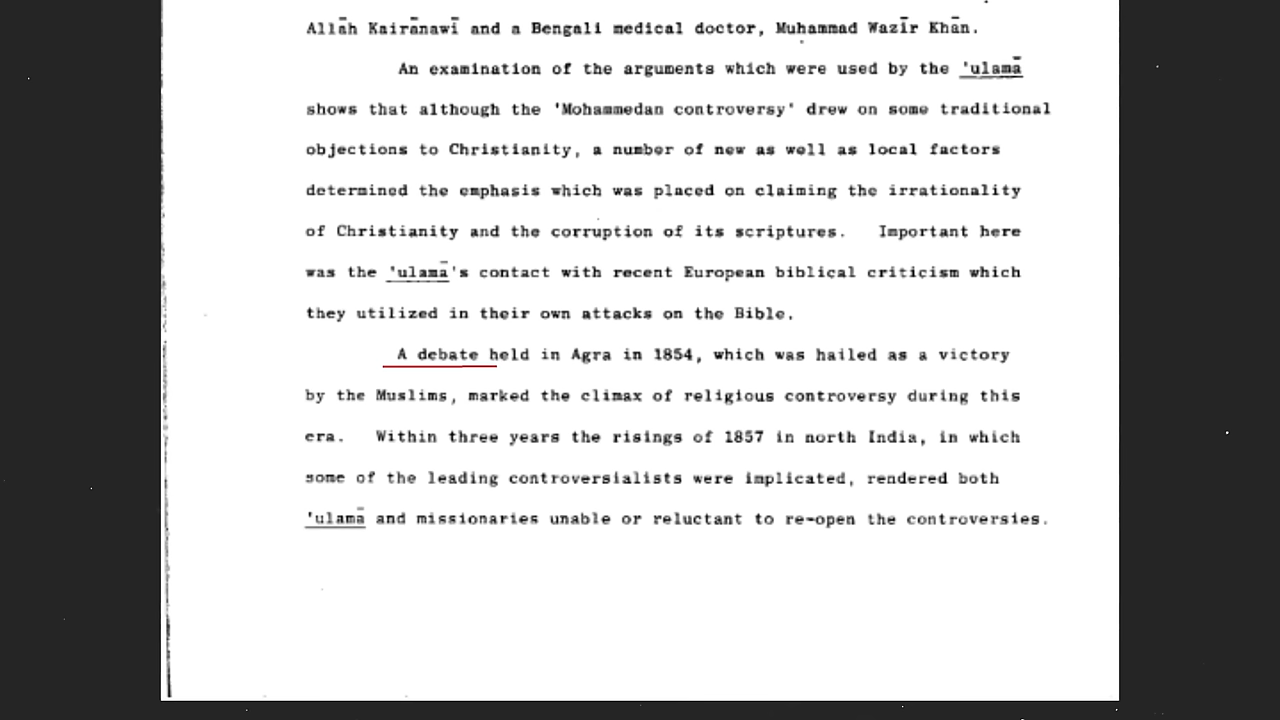 Allāh Kairānawī and a Bengali medical doctor, Muḥammad Wazīr Khān.
An examination of the arguments which were used by the 'ulamā
shows that although the 'Mohammedan controversy' drew on some traditional
objections to Christianity, a number of new as well as local factors
determined the emphasis which was placed on claiming the irrationality
of Christianity and the corruption of its scriptures. Important here
was the 'ulamā's contact with recent European biblical criticism which
they utilized in their own attacks on the Bible.
A debate held in Agra in 1854, which was hailed as a victory
by the Muslims, marked the climax of religious controversy during this
era. Within three years the risings of 1857 in north India, in which
some of the leading controversialists were implicated, rendered both
'ulamā and missionaries unable or reluctant to re-open the controversies.